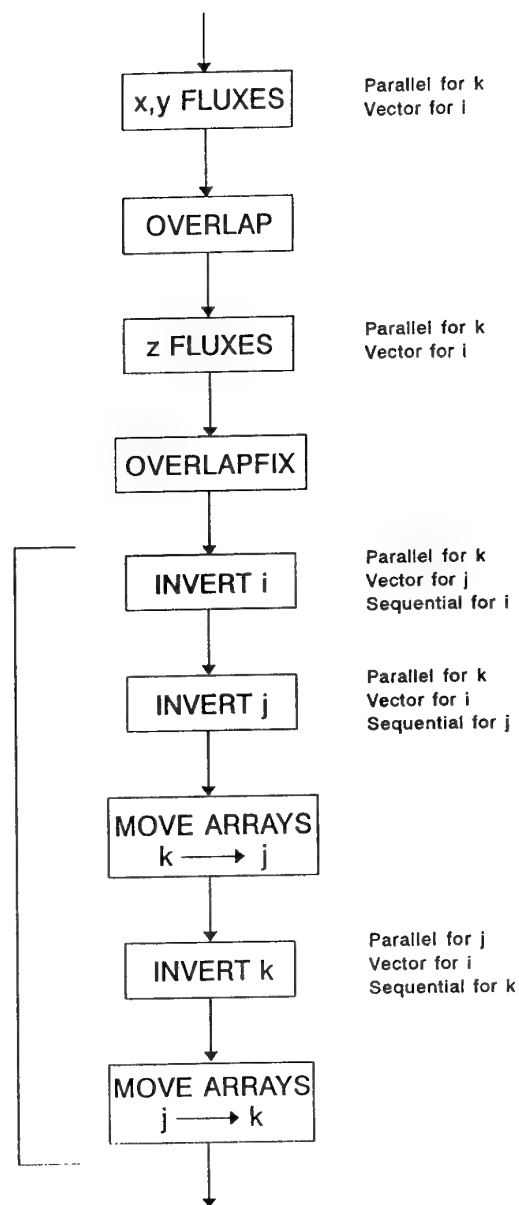 x,y FLUXES
Parallel for k
Vector for i
OVERLAP
z FLUXES
Parallel for k
Vector for i
OVERLAPFIX
INVERT i
Parallel for k
Vector for j
Sequential for i
INVERT j
Parallel for k
Vector for i
Sequential for j
MOVE ARRAYS
k → j
INVERT k
Parallel for j
Vector for i
Sequential for k
MOVE ARRAYS
j → k